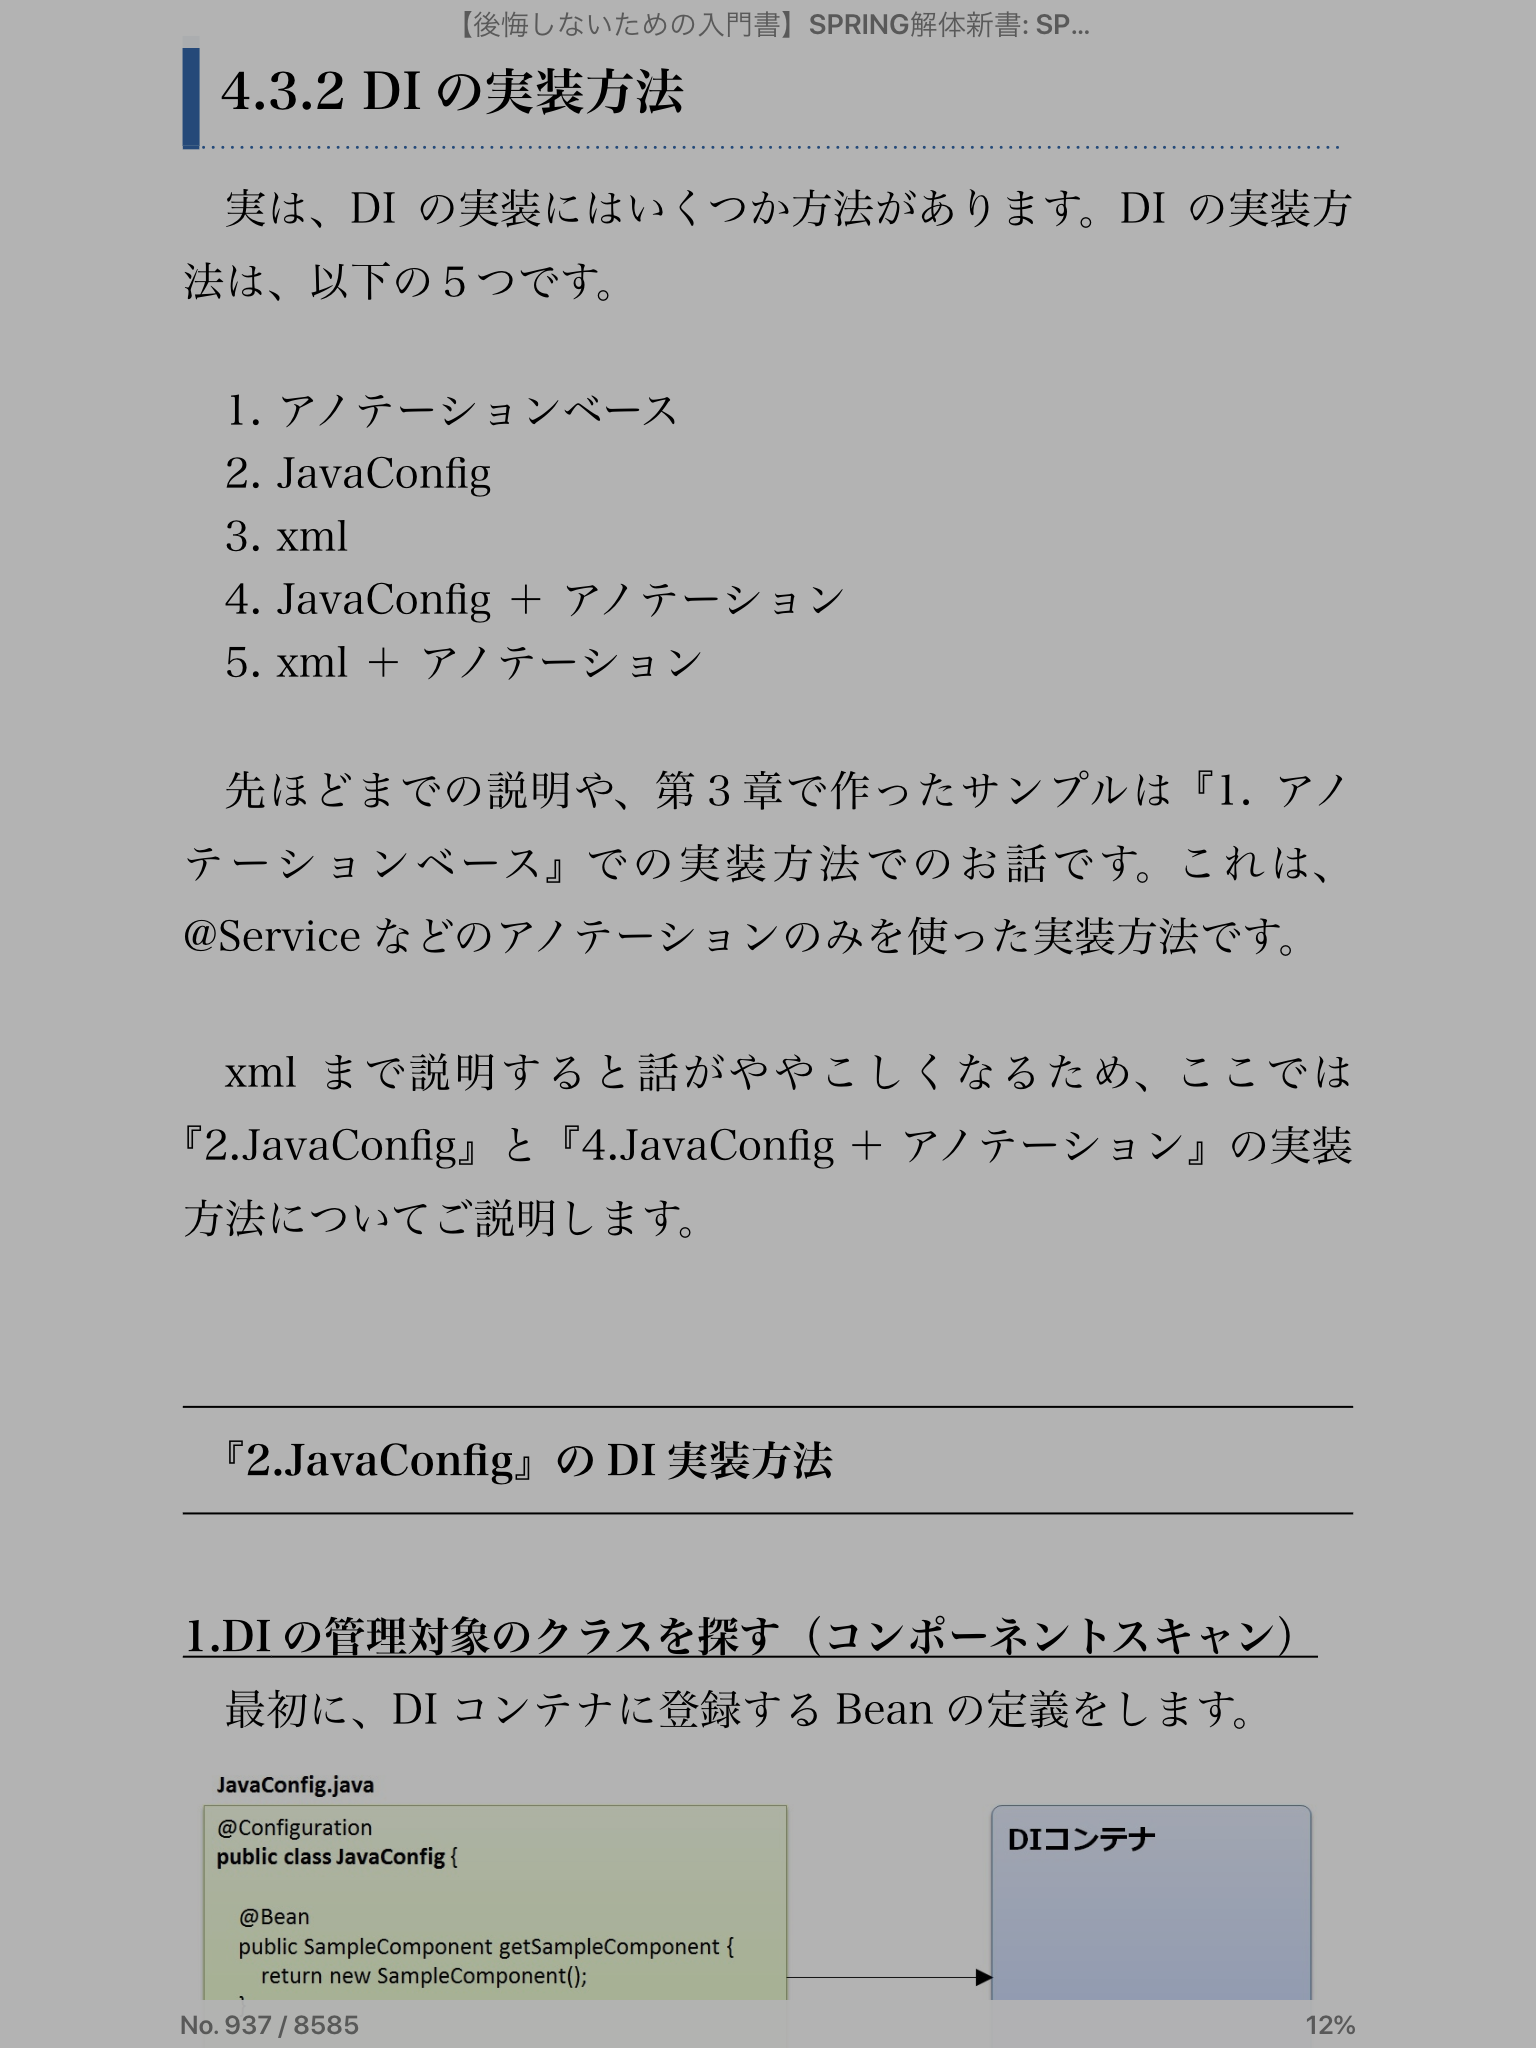 【後悔しないための入門書】SPRING解体新書: SP...
4.3.2 DI の実装方法
実は、DI の実装にはいくつか方法があります。DI の実装方
法は、以下の５つです。
1. アノテーションベース
2. JavaConfig
3. xml
4. JavaConfig ＋ アノテーション
5. xml ＋ アノテーション
先ほどまでの説明や、第 3 章で作ったサンプルは『1. アノ
テーションベース』での実装方法でのお話です。これは、
@Service などのアノテーションのみを使った実装方法です。
xml まで説明すると話がややこしくなるため、ここでは
『2.JavaConfig』と『4.JavaConfig ＋ アノテーション』の実装
方法についてご説明します。
『2.JavaConfig』の DI 実装方法
1.DI の管理対象のクラスを探す（コンポーネントスキャン）
最初に、DI コンテナに登録する Bean の定義をします。
JavaConfig.java
@Configuration
public class JavaConfig {
DIコンテナ
@Bean
public SampleComponent getSampleComponent {
return new SampleComponent();
}
No. 937 / 8585
12%